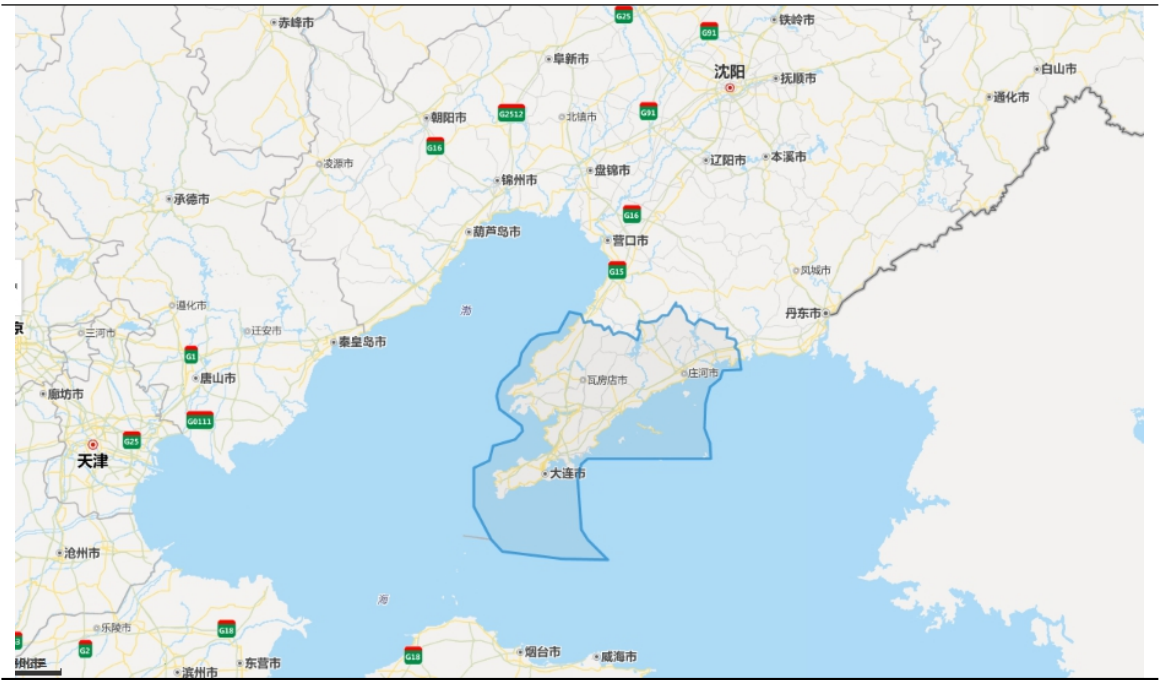 赤峰市
G25
铁岭市
G91
阜新市
沈阳
抚顺市
白山市
通化市
朝阳市
G2512
北镇市
G91
G16
凌源市
锦州市
盘锦市
辽阳市
本溪市
承德市
葫芦岛市
G16
营口市
G15
凤城市
遵化市
渤
丹东市
京
三河市
迁安市
秦皇岛市
G1
唐山市
瓦房店市
庄河市
廊坊市
G0111
G25
天津
大连市
沧州市
海
乐陵市
G18
G2
G18
烟台市
威海市
东营市
滨州市